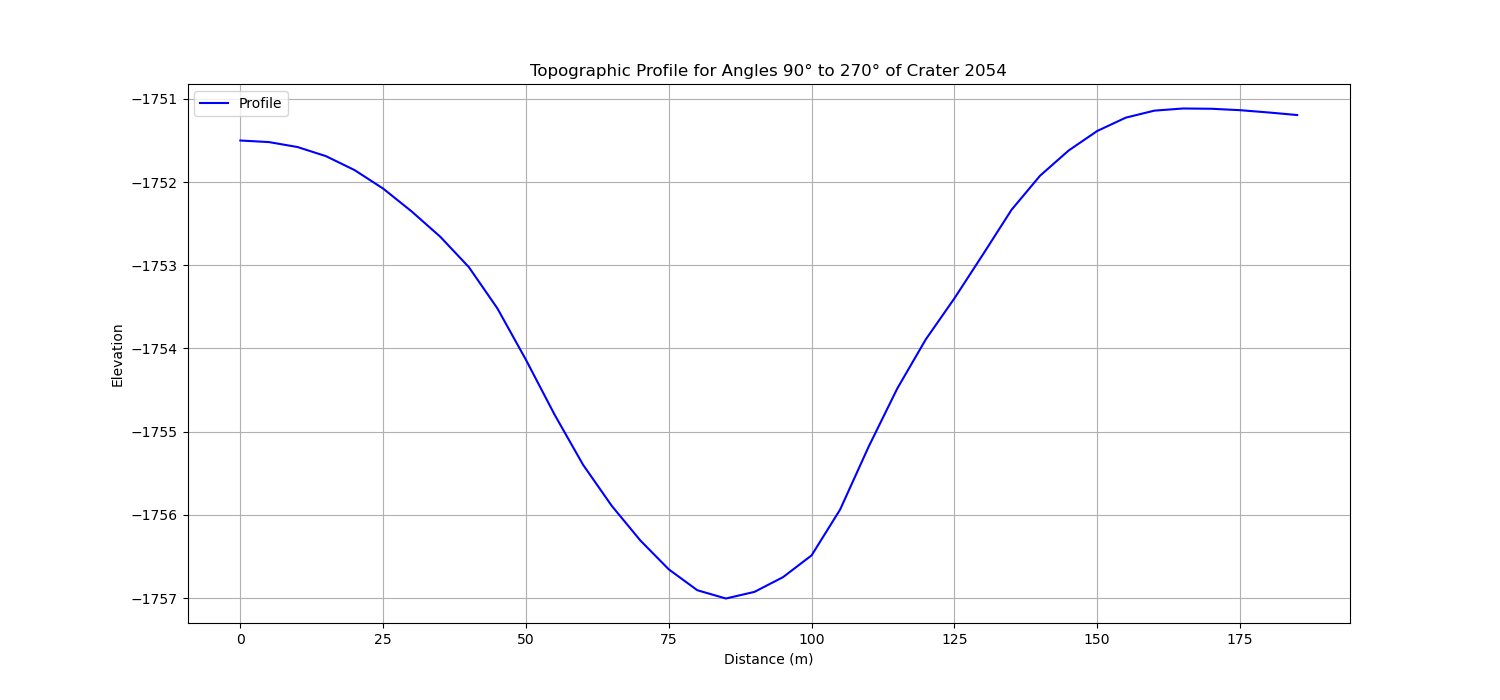 Topographic Profile for Angles 90° to 270° of Crater 2054
Profile
−1751
−1752
−1753
−1754
−1755
−1756
−1757
Elevation
0 25 50 75 100 125 150 175
Distance (m)